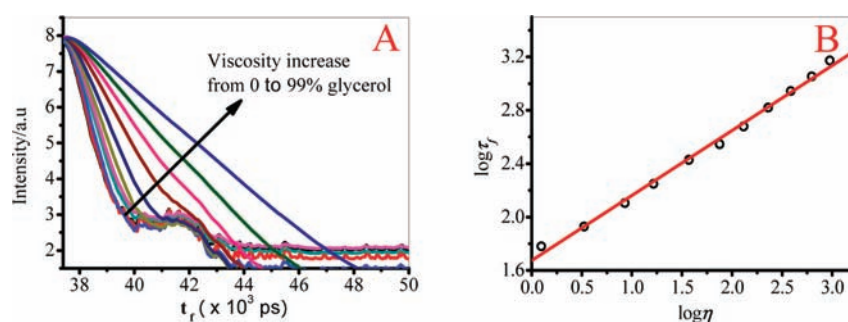 A
Viscosity increase
from 0 to 99% glycerol
Intensity/a.u
8
7
6
5
4
3
2
38 40 42 44 46 48 50
t_f ( x 10³ ps)
B
logτ_f
3.2
2.8
2.4
2.0
1.6
0.0 0.5 1.0 1.5 2.0 2.5 3.0
logη